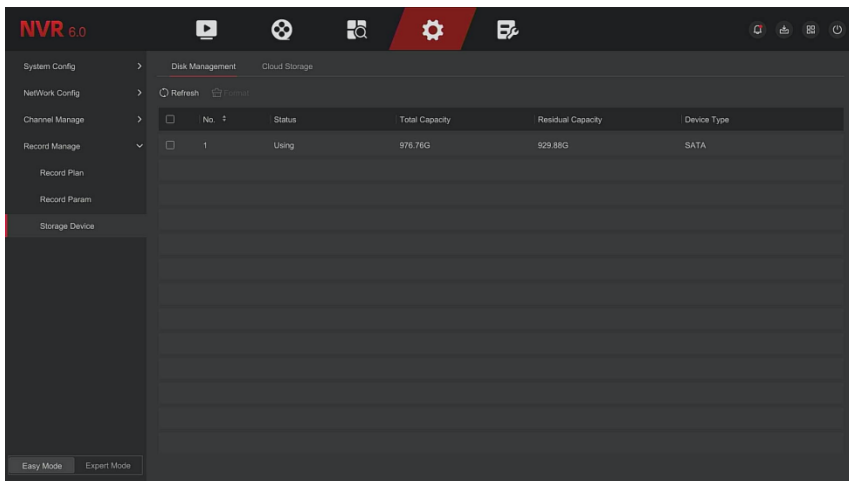 NVR 6.0
System Config
NetWork Config
Channel Manage
Record Manage
Record Plan
Record Param
Storage Device
Easy Mode Expert Mode
Disk Management Cloud Storage
Refresh Format
No. Status Total Capacity Residual Capacity Device Type
1 Using 976.76G 929.88G SATA